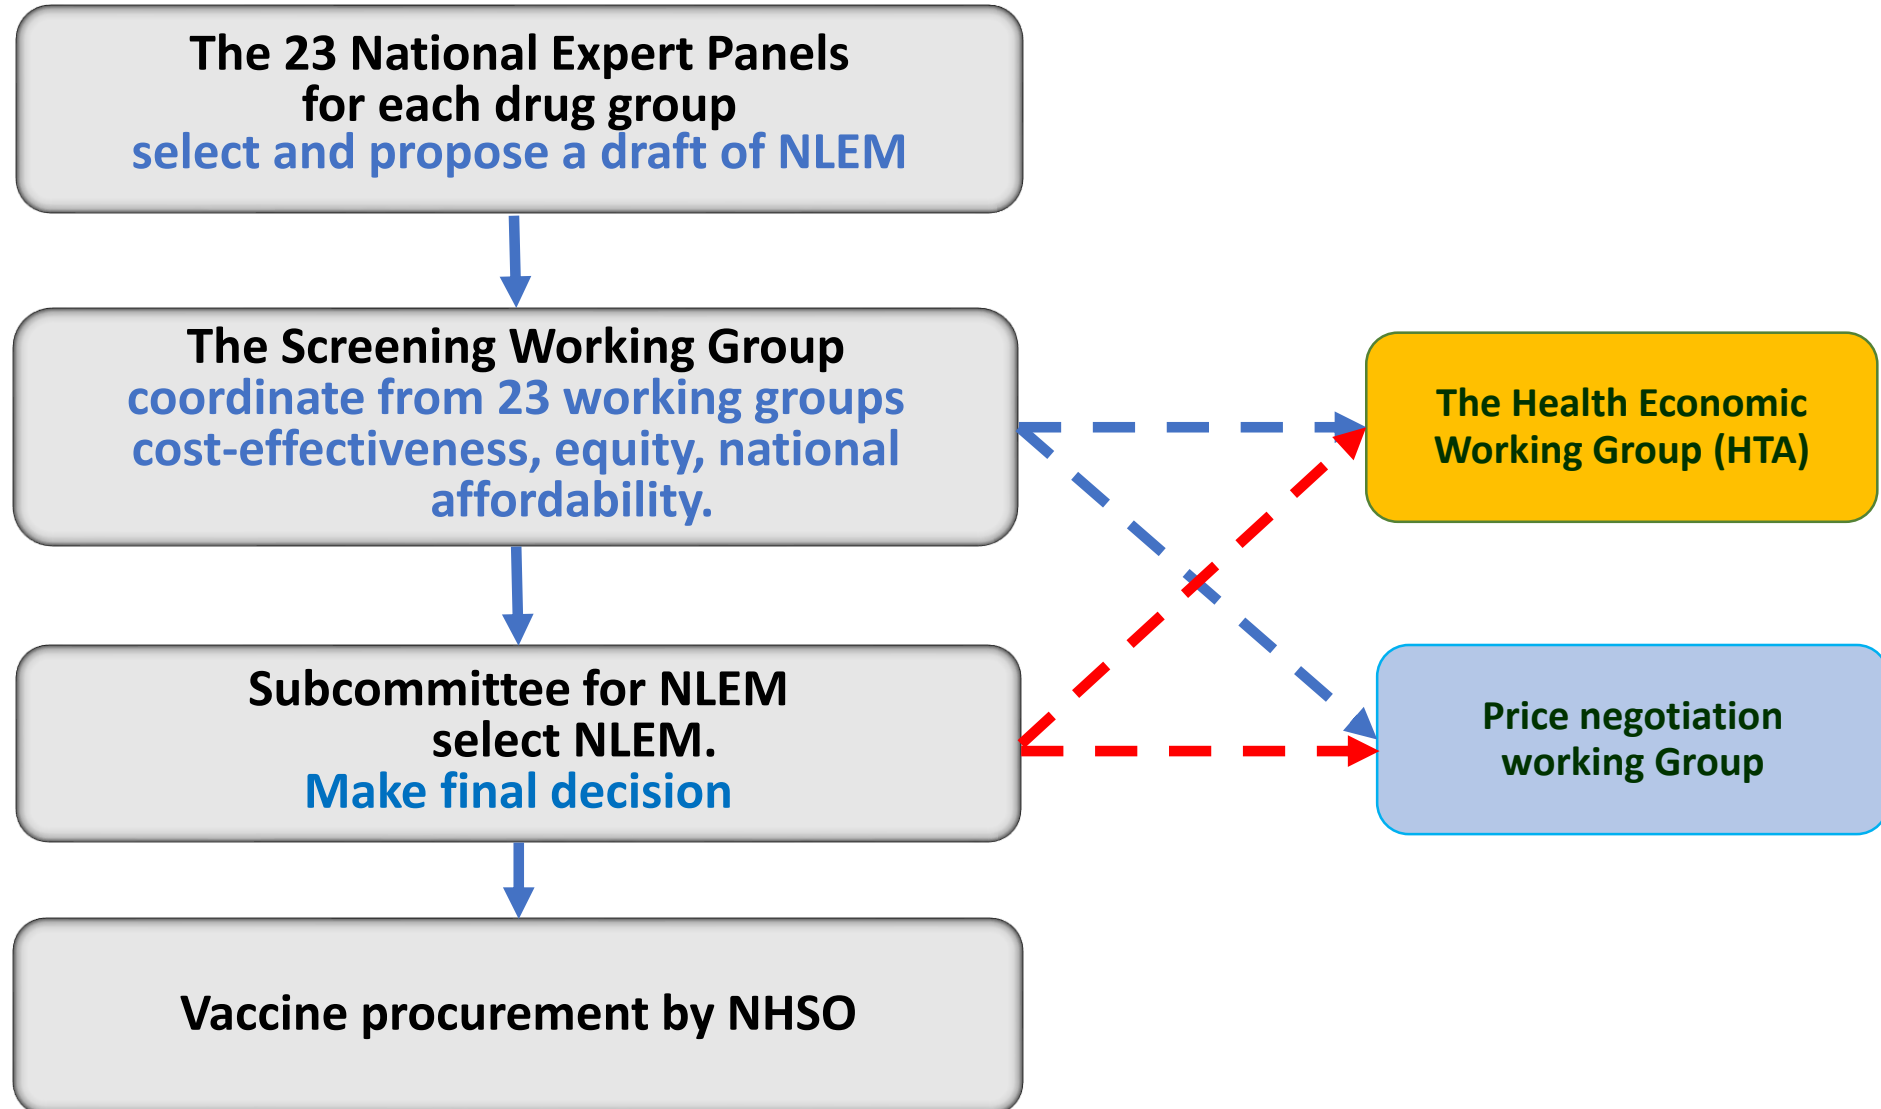 The 23 National Expert Panels
for each drug group
select and propose a draft of NLEM
The Screening Working Group
coordinate from 23 working groups
cost-effectiveness, equity, national
affordability.
The Health Economic
Working Group (HTA)
Subcommittee for NLEM
select NLEM.
Make final decision
Price negotiation
working Group
Vaccine procurement by NHSO